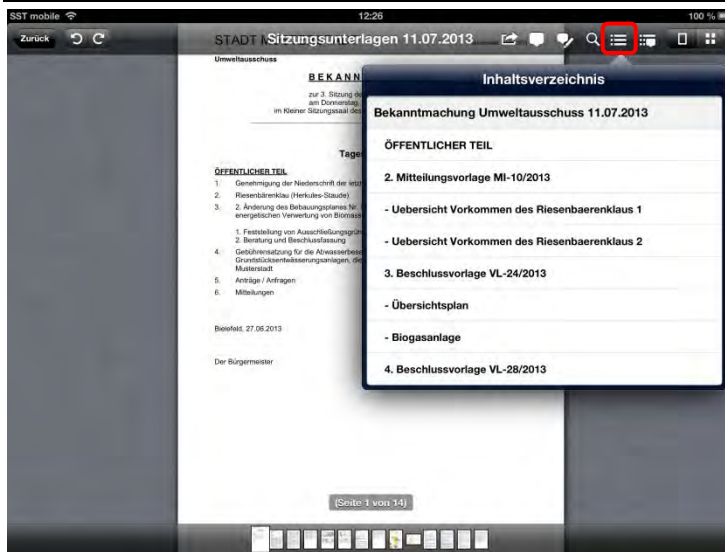 SST mobile 12:26 100 %
Zurück Sitzungsunterlagen 11.07.2013
STADT
Umweltausschuss
BEKANN
zur 3. Sitzung de
am Donnerstag,
im Kleiner Sitzungssaal des
Tages
ÖFFENTLICHER TEIL
1. Genehmigung der Niederschrift der letz
2. Riesenbärenklau (Herkules-Staude)
3. 2. Änderung des Bebauungsplanes Nr.
energetischen Verwertung von Biomass
1. Feststellung von Ausschließungsgrün
2. Beratung und Beschlussfassung
4. Gebührensatzung für die Abwasserbese
Grundstücksentwässerungsanlagen, die
Musterstadt
5. Anträge / Anfragen
6. Mitteilungen
Bielefeld, 27.06.2013
Der Bürgermeister
(Seite 1 von 14)
Inhaltsverzeichnis
Bekanntmachung Umweltausschuss 11.07.2013
ÖFFENTLICHER TEIL
2. Mitteilungsvorlage MI-10/2013
- Uebersicht Vorkommen des Riesenbaerenklaus 1
- Uebersicht Vorkommen des Riesenbaerenklaus 2
3. Beschlussvorlage VL-24/2013
- Übersichtsplan
- Biogasanlage
4. Beschlussvorlage VL-28/2013